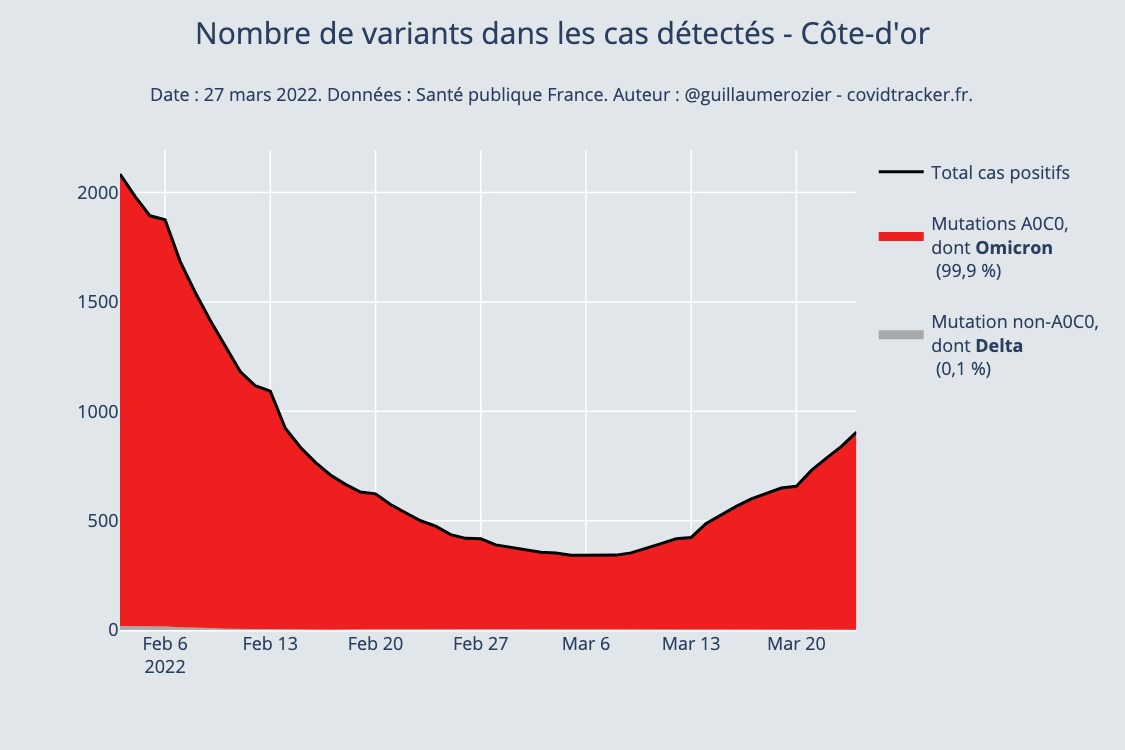 Nombre de variants dans les cas détectés - Côte-d'or
Date : 27 mars 2022. Données : Santé publique France. Auteur : @guillaumerozier - covidtracker.fr.
2000
1500
1000
500
0
Feb 6
2022
Feb 13
Feb 20
Feb 27
Mar 6
Mar 13
Mar 20
Total cas positifs
Mutations A0C0,
dont Omicron
(99,9 %)
Mutation non-A0C0,
dont Delta
(0,1 %)